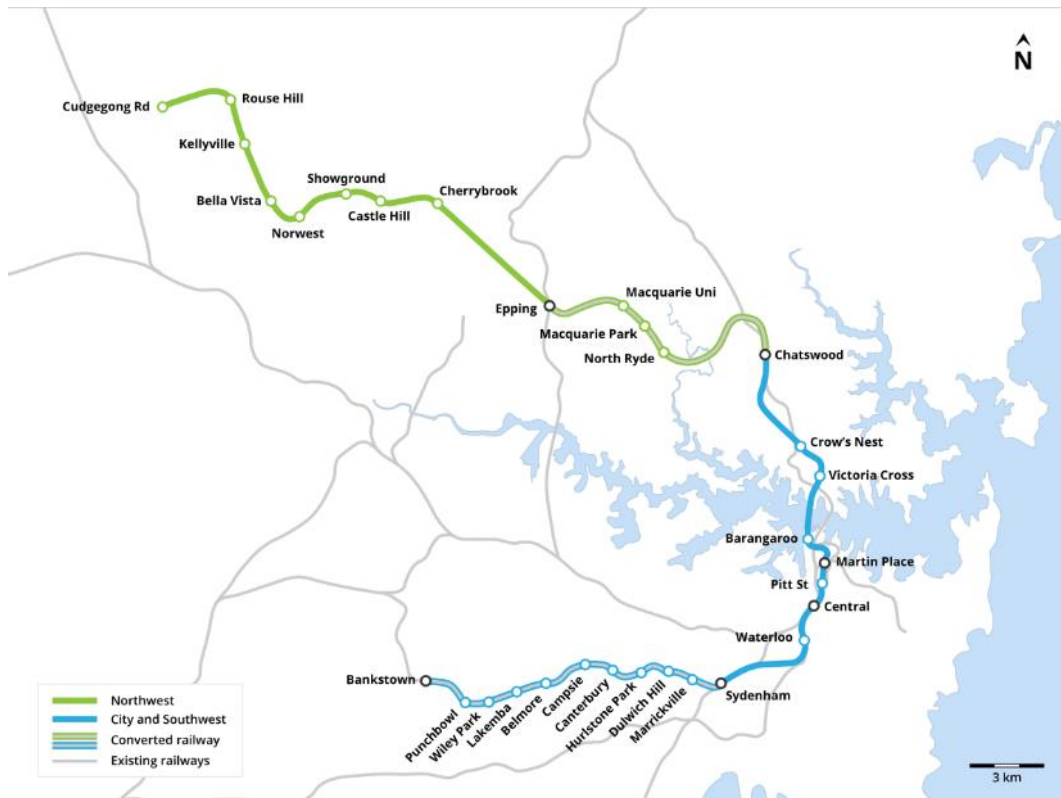 N
Cudgegong Rd
Rouse Hill
Kellyville
Showground
Cherrybrook
Bella Vista
Castle Hill
Norwest
Macquarie Uni
Epping
Macquarie Park
North Ryde
Chatswood
Crow's Nest
Victoria Cross
Barangaroo
Martin Place
Pitt St
Central
Waterloo
Bankstown
Sydenham
Punchbowl
Wiley Park
Lakemba
Belmore
Campsie
Canterbury
Hurlstone Park
Dulwich Hill
Marrickville
Northwest
City and Southwest
Converted railway
Existing railways
3 km